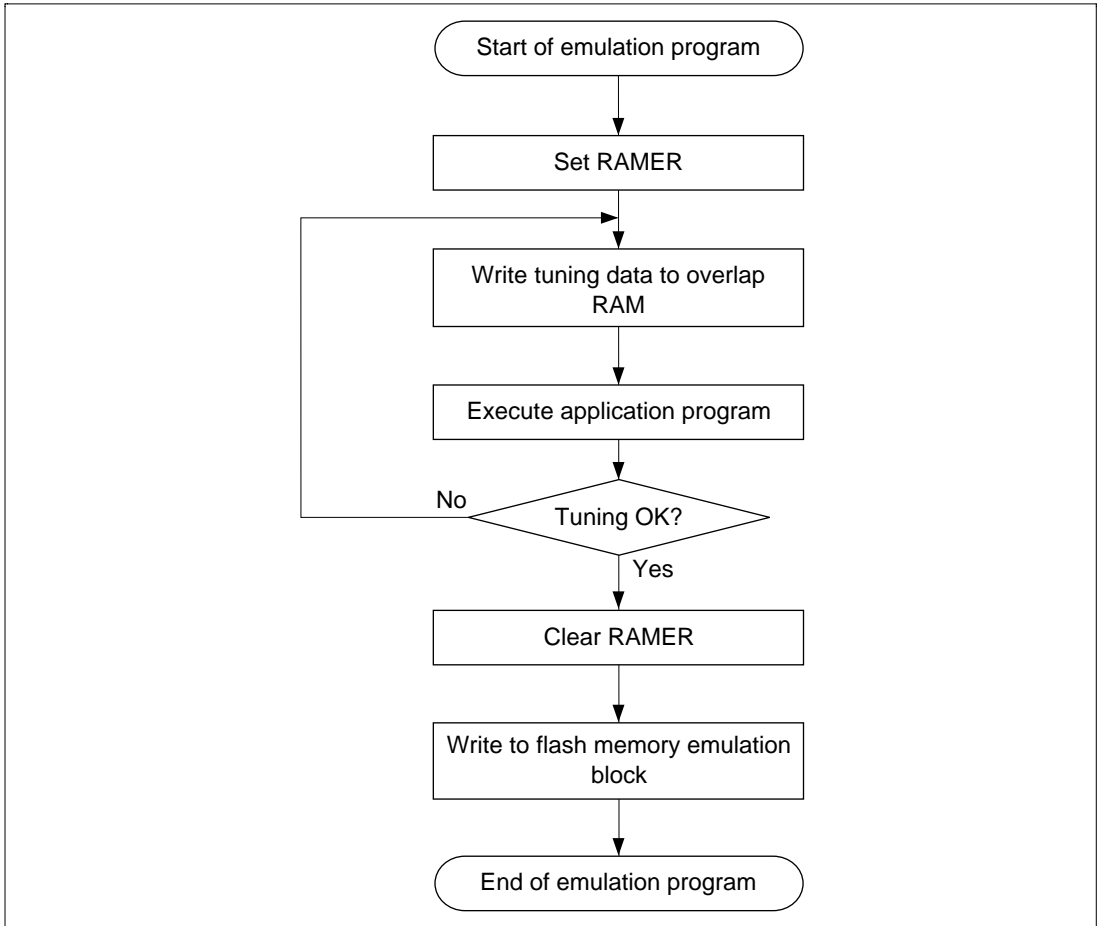 Start of emulation program
Set RAMER
Write tuning data to overlap
RAM
Execute application program
No
Tuning OK?
Yes
Clear RAMER
Write to flash memory emulation
block
End of emulation program